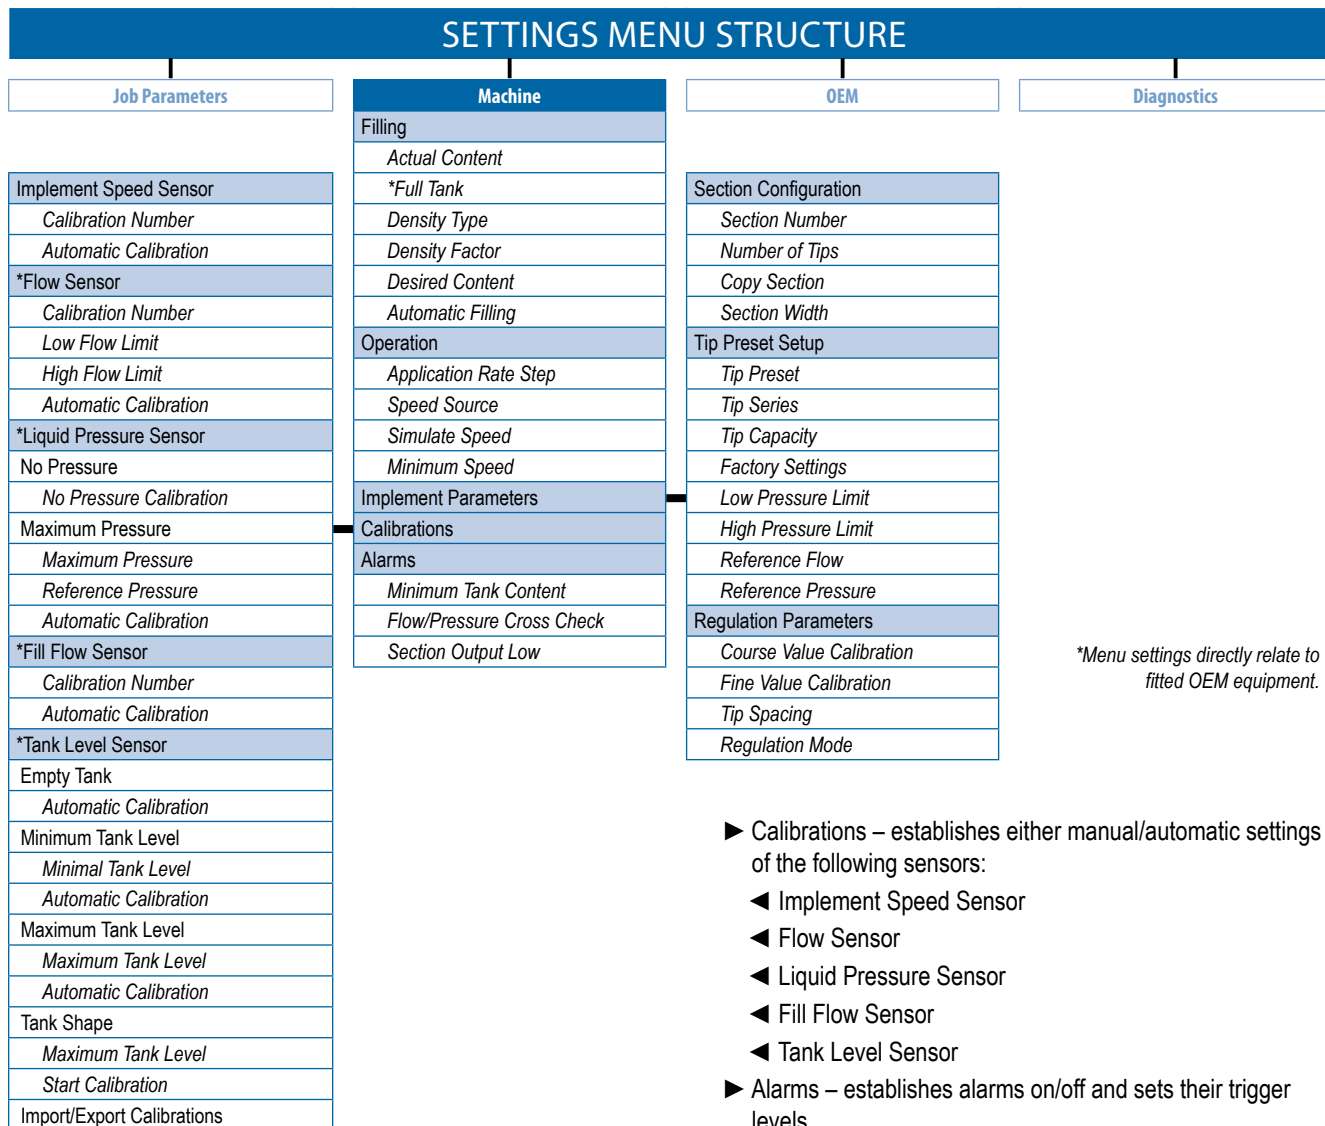 SETTINGS MENU STRUCTURE
Job Parameters
Machine
OEM
Diagnostics
Implement Speed Sensor
Calibration Number
Automatic Calibration
*Flow Sensor
Calibration Number
Low Flow Limit
High Flow Limit
Automatic Calibration
*Liquid Pressure Sensor
No Pressure
No Pressure Calibration
Maximum Pressure
Maximum Pressure
Reference Pressure
Automatic Calibration
*Fill Flow Sensor
Calibration Number
Automatic Calibration
*Tank Level Sensor
Empty Tank
Automatic Calibration
Minimum Tank Level
Minimal Tank Level
Automatic Calibration
Maximum Tank Level
Maximum Tank Level
Automatic Calibration
Tank Shape
Maximum Tank Level
Start Calibration
Import/Export Calibrations
Filling
Actual Content
*Full Tank
Density Type
Density Factor
Desired Content
Automatic Filling
Operation
Application Rate Step
Speed Source
Simulate Speed
Minimum Speed
Implement Parameters
Calibrations
Alarms
Minimum Tank Content
Flow/Pressure Cross Check
Section Output Low
Section Configuration
Section Number
Number of Tips
Copy Section
Section Width
Tip Preset Setup
Tip Preset
Tip Series
Tip Capacity
Factory Settings
Low Pressure Limit
High Pressure Limit
Reference Flow
Reference Pressure
Regulation Parameters
Course Value Calibration
Fine Value Calibration
Tip Spacing
Regulation Mode
*Menu settings directly relate to
fitted OEM equipment.
►Calibrations – establishes either manual/automatic settings
of the following sensors:
◄Implement Speed Sensor
◄Flow Sensor
◄Liquid Pressure Sensor
◄Fill Flow Sensor
◄Tank Level Sensor
►Alarms – establishes alarms on/off and sets their trigger
levels